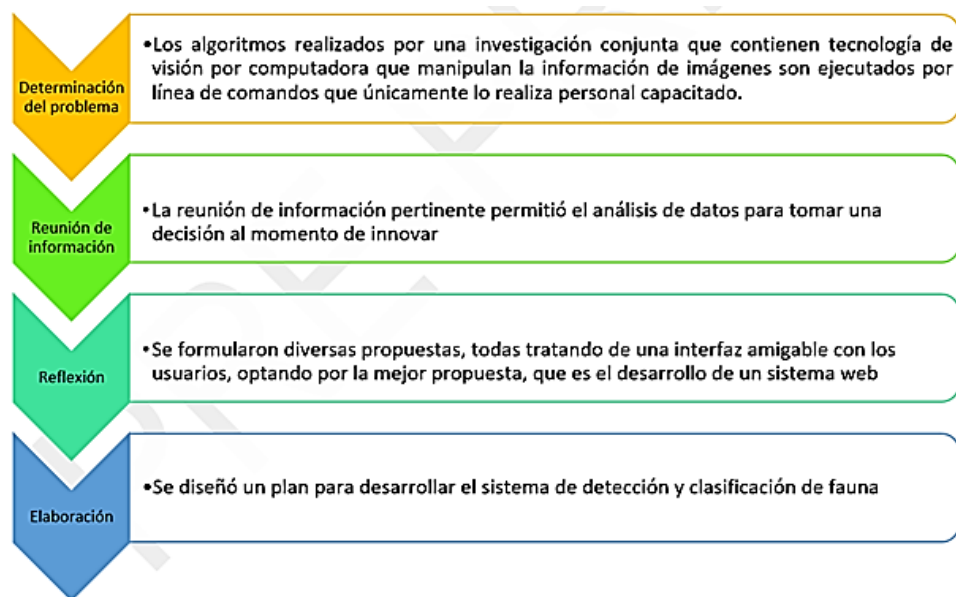 Determinación
del problema
•Los algoritmos realizados por una investigación conjunta que contienen tecnología de
visión por computadora que manipulan la información de imágenes son ejecutados por
línea de comandos que únicamente lo realiza personal capacitado.
Reunión de
información
•La reunión de información pertinente permitió el análisis de datos para tomar una
decisión al momento de innovar
Reflexión
•Se formularon diversas propuestas, todas tratando de una interfaz amigable con los
usuarios, optando por la mejor propuesta, que es el desarrollo de un sistema web
Elaboración
•Se diseñó un plan para desarrollar el sistema de detección y clasificación de fauna